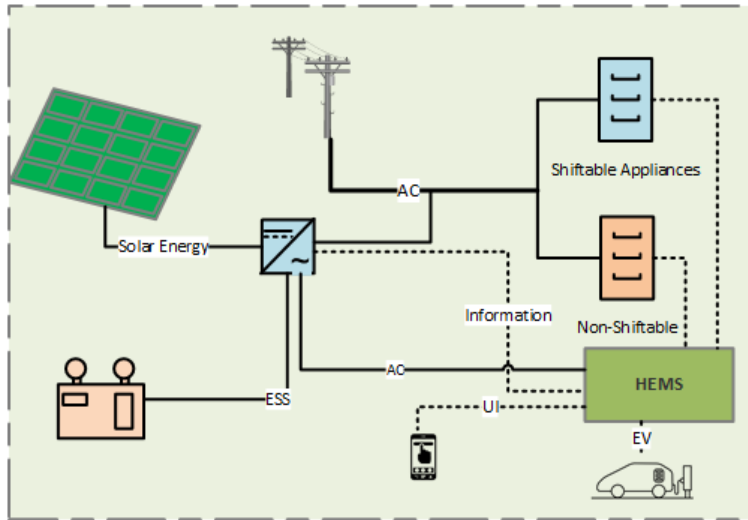 AC
Shiftable Appliances
Solar Energy
Information
Non-Shiftable
AC
HEMS
ESS
UI
EV